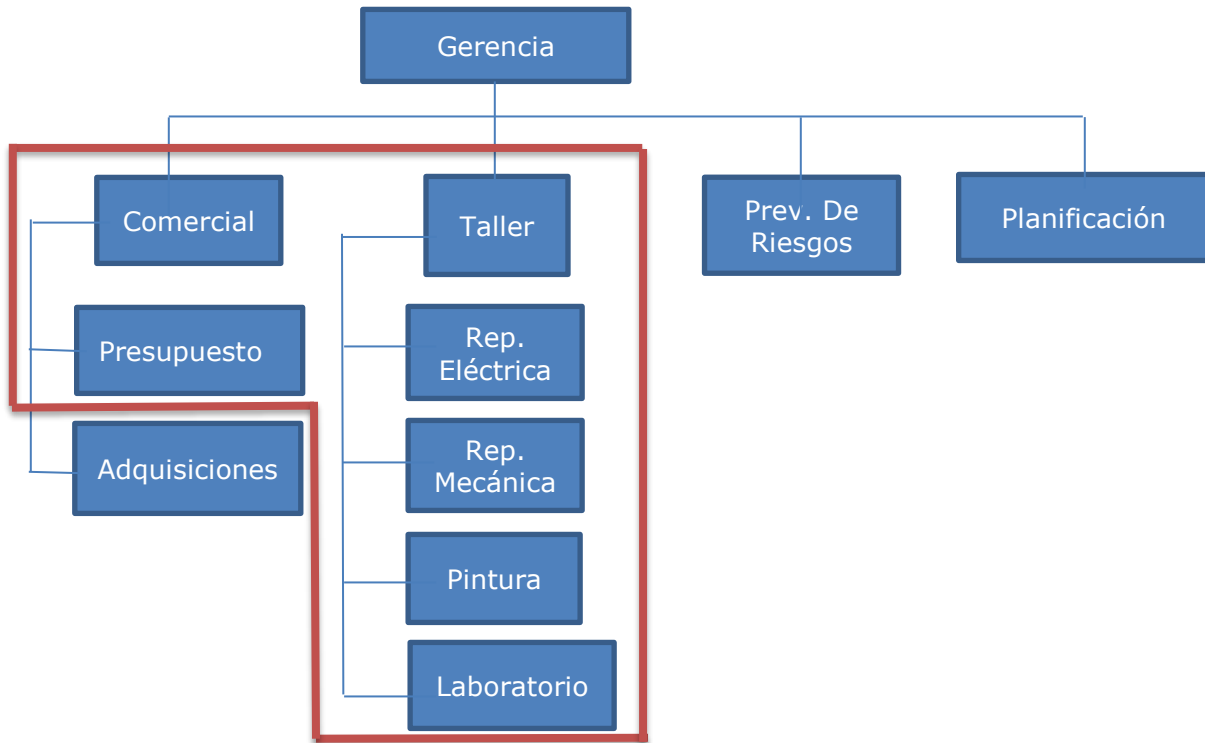 Gerencia
Comercial
Taller
Prev. De
Riesgos
Planificación
Presupuesto
Rep.
Eléctrica
Adquisiciones
Rep.
Mecánica
Pintura
Laboratorio